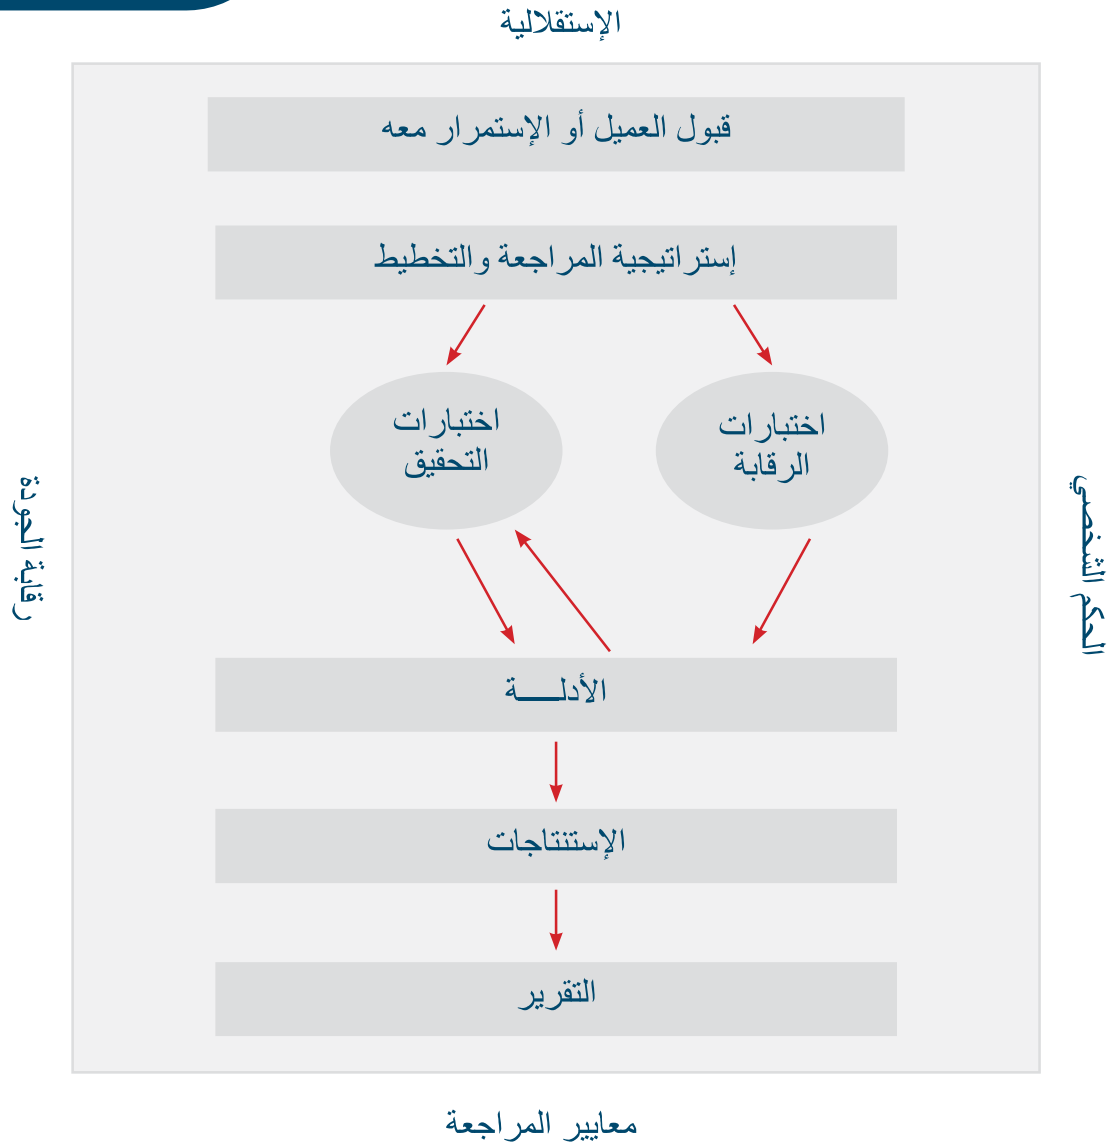 الإستقلالية
قبول العميل أو الإستمرار معه
إستراتيجية المراجعة والتخطيط
اختبارات
الرقابة
اختبارات
التحقيق
الحكم الشخصي
رقابة الجودة
الأدلــــة
الإستنتاجات
التقرير
معايير المراجعة